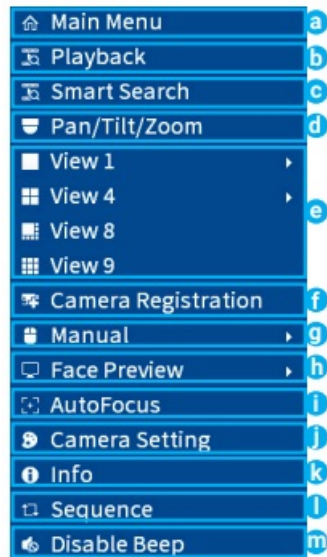 Main Menu a
Playback b
Smart Search c
Pan/Tilt/Zoom d
View 1
View 4
e
View 8
View 9
Camera Registration f
Manual g
Face Preview h
AutoFocus i
Camera Setting j
Info k
Sequence l
Disable Beep m